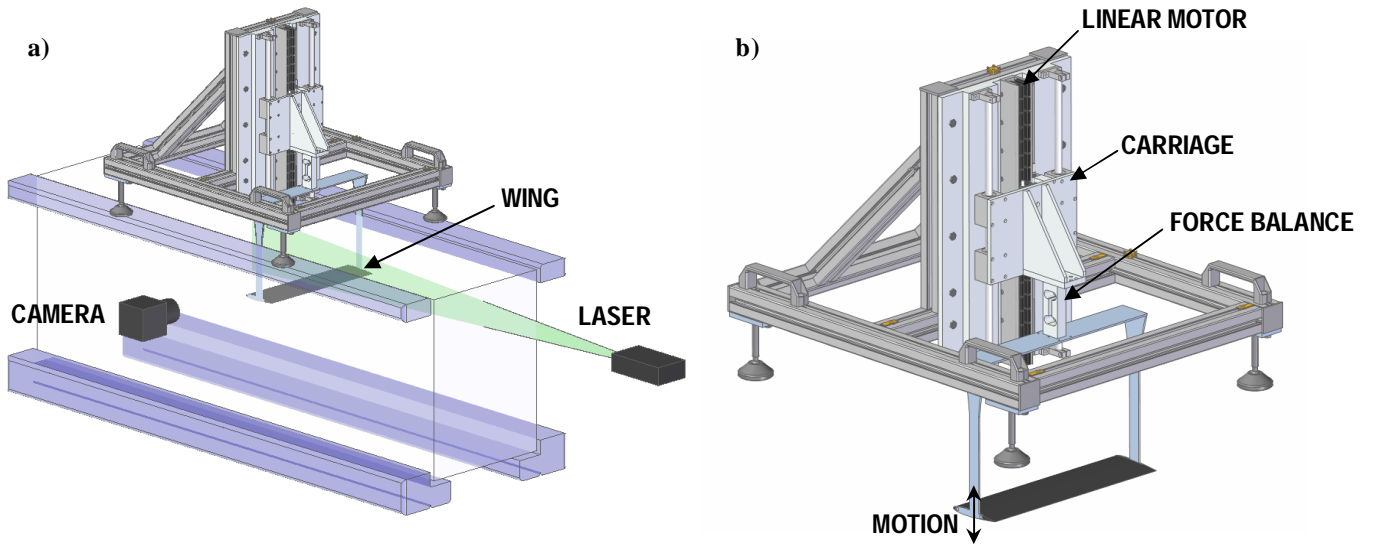 a)
WING
CAMERA
LASER
b)
LINEAR MOTOR
CARRIAGE
FORCE BALANCE
MOTION